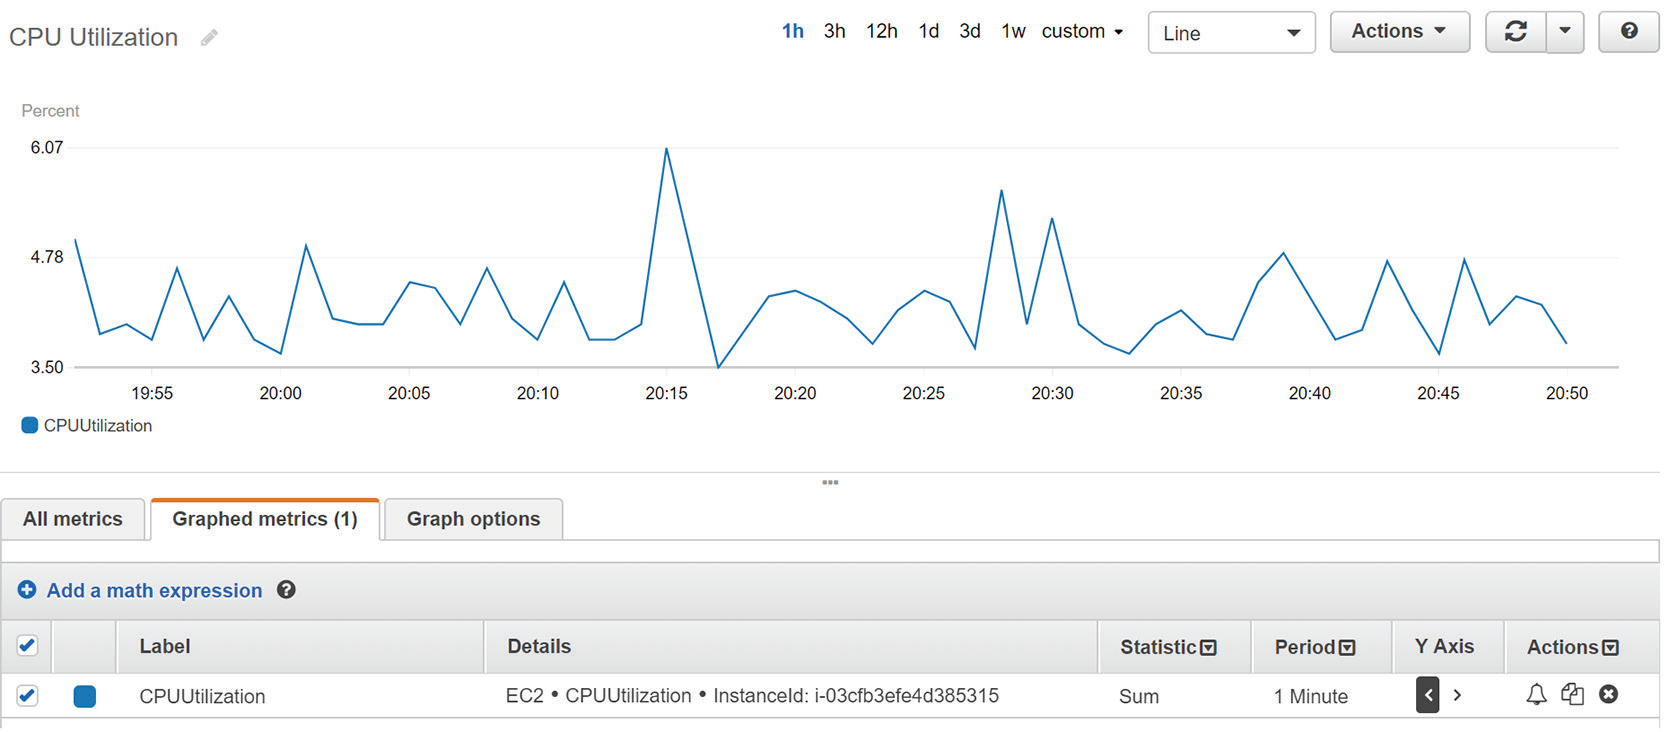 CPU Utilization
1h 3h 12h 1d 3d 1w custom Line Actions ?
Percent
6.07
4.78
3.50
19:55 20:00 20:05 20:10 20:15 20:20 20:25 20:30 20:35 20:40 20:45 20:50
CPUUtilization
All metrics Graphed metrics (1) Graph options
Add a math expression ?
Label Details Statistic Period Y Axis Actions
CPUUtilization EC2 • CPUUtilization • InstanceId: i-03cfb3efe4d385315 Sum 1 Minute < >